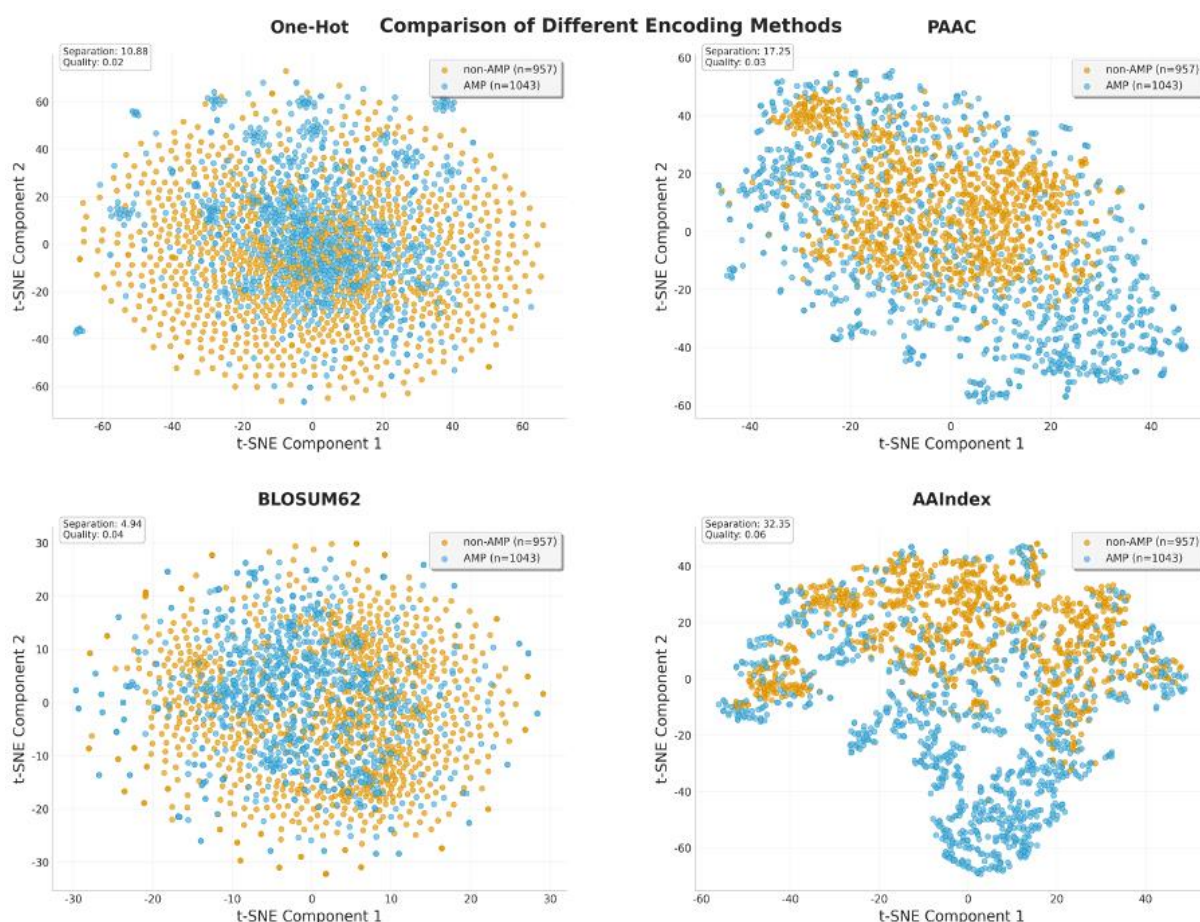 Comparison of Different Encoding Methods
One-Hot
Separation: 10.88
Quality: 0.02
non-AMP (n=957)
AMP (n=1043)
60
40
20
0
-20
-40
-60
t-SNE Component 2
-60
-40
-20
0
20
40
60
t-SNE Component 1
PAAC
Separation: 17.25
Quality: 0.03
non-AMP (n=957)
AMP (n=1043)
60
40
20
0
-20
-40
-60
t-SNE Component 2
-40
-20
0
20
40
t-SNE Component 1
BLOSUM62
Separation: 4.94
Quality: 0.04
non-AMP (n=957)
AMP (n=1043)
30
20
10
0
-10
-20
-30
t-SNE Component 2
-30
-20
-10
0
10
20
30
t-SNE Component 1
AAIndex
Separation: 32.35
Quality: 0.06
non-AMP (n=957)
AMP (n=1043)
40
20
0
-20
-40
-60
t-SNE Component 2
-60
-40
-20
0
20
40
t-SNE Component 1